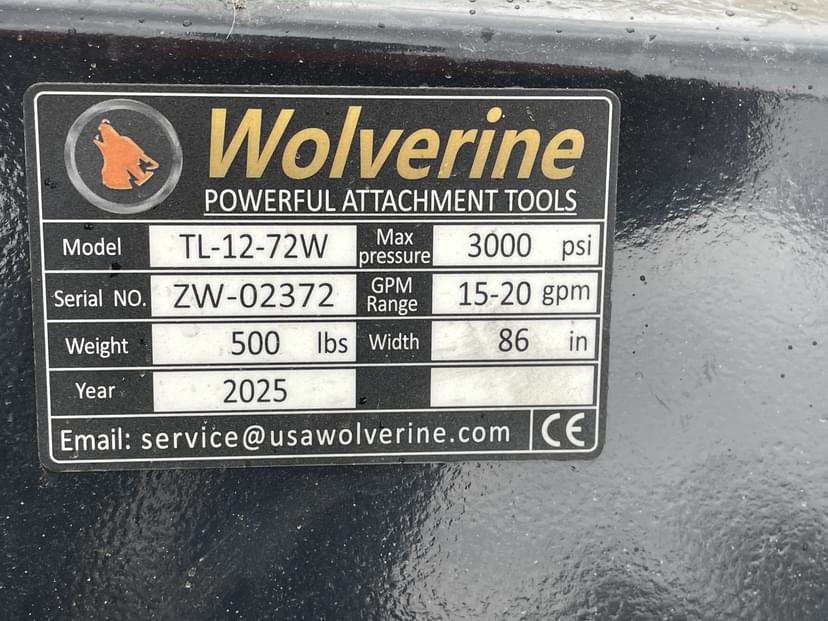 Wolverine
POWERFUL ATTACHMENT TOOLS
Model TL-12-72W Max pressure 3000 psi
Serial NO. ZW-02372 GPM Range 15-20 gpm
Weight 500 lbs Width 86 in
Year 2025
Email: service@usawolverine.com CE